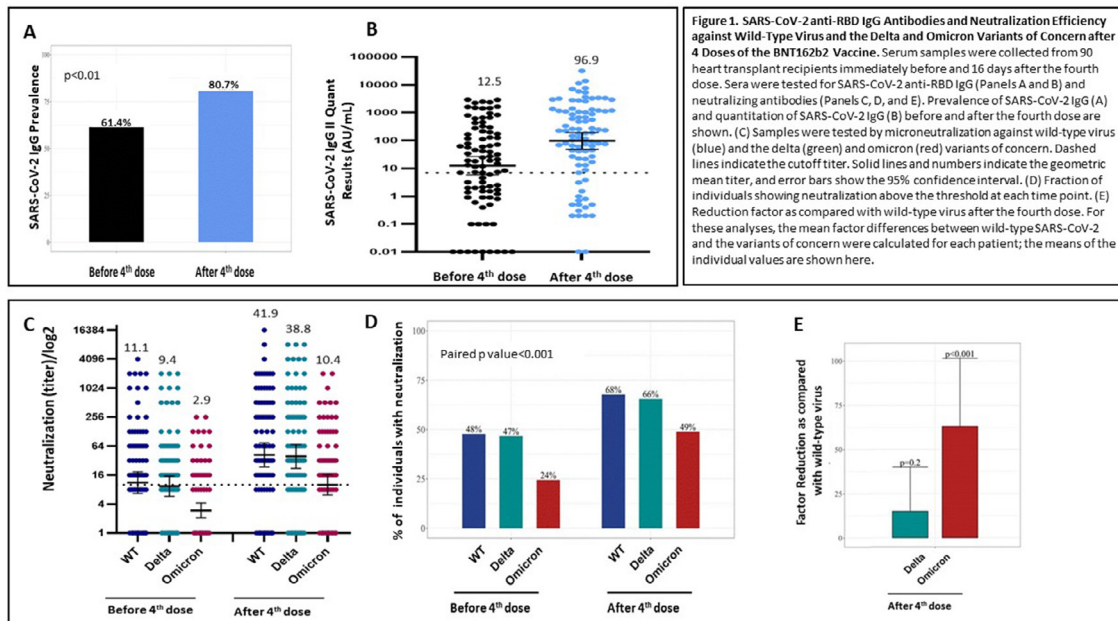 A
SARS-CoV-2 IgG Prevalence
100
75
50
25
0
p<0.01
61.4%
80.7%
Before 4th dose
After 4th dose
B
SARS-CoV-2 IgG II Quant
Results (AU/mL)
100000
10000
1000
100
10
1
0.1
0.01
12.5
96.9
Before 4th dose
After 4th dose
Figure 1. SARS-CoV-2 anti-RBD IgG Antibodies and Neutralization Efficiency
against Wild-Type Virus and the Delta and Omicron Variants of Concern after
4 Doses of the BNT162b2 Vaccine. Serum samples were collected from 90
heart transplant recipients immediately before and 16 days after the fourth
dose. Sera were tested for SARS-CoV-2 anti-RBD IgG (Panels A and B) and
neutralizing antibodies (Panels C, D, and E). Prevalence of SARS-CoV-2 IgG (A)
and quantitation of SARS-CoV-2 IgG (B) before and after the fourth dose are
shown. (C) Samples were tested by microneutralization against wild-type virus
(blue) and the delta (green) and omicron (red) variants of concern. Dashed
lines indicate the cutoff titer. Solid lines and numbers indicate the geometric
mean titer, and error bars show the 95% confidence interval. (D) Fraction of
individuals showing neutralization above the threshold at each time point. (E)
Reduction factor as compared with wild-type virus after the fourth dose. For
these analyses, the mean factor differences between wild-type SARS-CoV-2
and the variants of concern were calculated for each patient; the means of the
individual values are shown here.
C
Neutralization (titer)/log2
16384
4096
1024
256
64
16
4
1
11.1
9.4
2.9
41.9
38.8
10.4
WT
Delta
Omicron
WT
Delta
Omicron
Before 4th dose
After 4th dose
D
% of individuals with neutralization
100
75
50
25
0
Paired p value<0.001
48%
47%
24%
68%
66%
49%
WT
Delta
Omicron
WT
Delta
Omicron
Before 4th dose
After 4th dose
E
Factor Reduction as compared
with wild-type virus
100
75
50
25
0
p=0.2
p<0.001
Delta
Omicron
After 4th dose